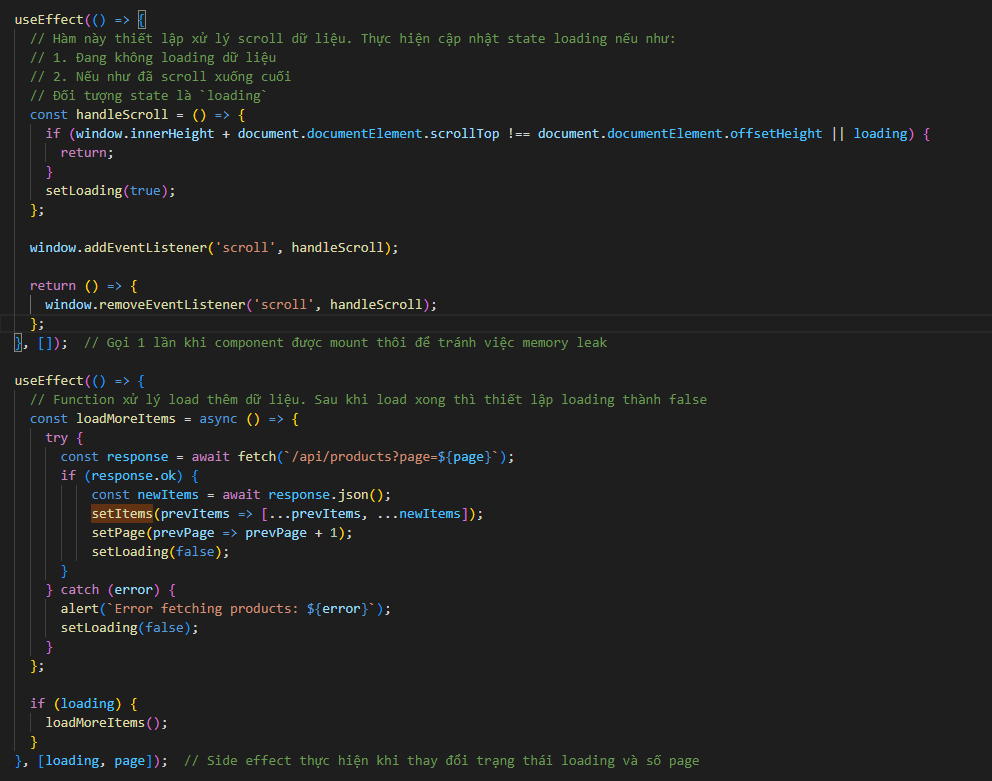 useEffect(() => {
  // Hàm này thiết lập xử lý scroll dữ liệu. Thực hiện cập nhật state loading nếu như:
  // 1. Đang không loading dữ liệu
  // 2. Nếu như đã scroll xuống cuối
  // Đối tượng state là `loading`
  const handleScroll = () => {
    if (window.innerHeight + document.documentElement.scrollTop !== document.documentElement.offsetHeight || loading) {
      return;
    }
    setLoading(true);
  };

  window.addEventListener('scroll', handleScroll);

  return () => {
    window.removeEventListener('scroll', handleScroll);
  };
}, []);  // Gọi 1 lần khi component được mount thôi để tránh việc memory leak

useEffect(() => {
  // Function xử lý load thêm dữ liệu. Sau khi load xong thì thiết lập loading thành false
  const loadMoreItems = async () => {
    try {
      const response = await fetch(`/api/products?page=${page}`);
      if (response.ok) {
          const newItems = await response.json();
          setItems(prevItems => [...prevItems, ...newItems]);
          setPage(prevPage => prevPage + 1);
          setLoading(false);
      }
    } catch (error) {
      alert(`Error fetching products: ${error}`);
      setLoading(false);
    }
  };

  if (loading) {
    loadMoreItems();
  }
}, [loading, page]);  // Side effect thực hiện khi thay đổi trạng thái loading và số page